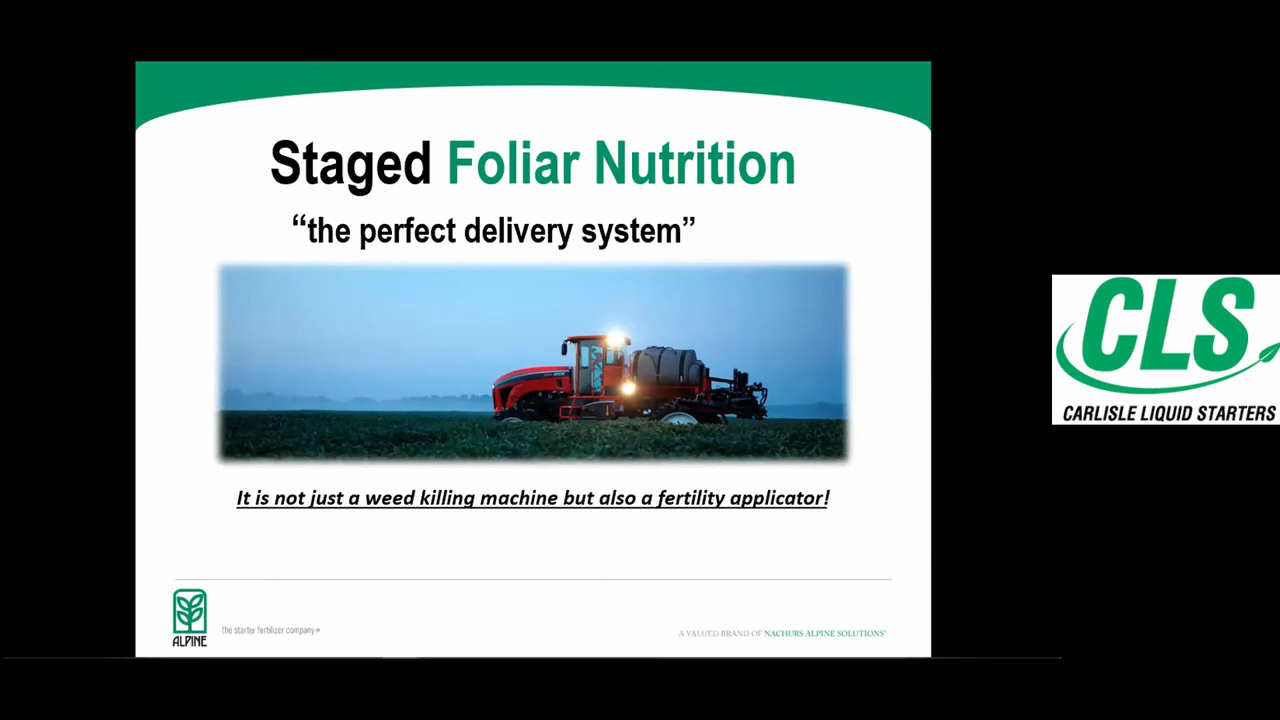 Staged Foliar Nutrition
“the perfect delivery system”
It is not just a weed killing machine but also a fertility applicator!
ALPINE
the starter fertilizer company®
A VALUED BRAND OF NACHURS ALPINE SOLUTIONS®
CLS
CARLISLE LIQUID STARTERS